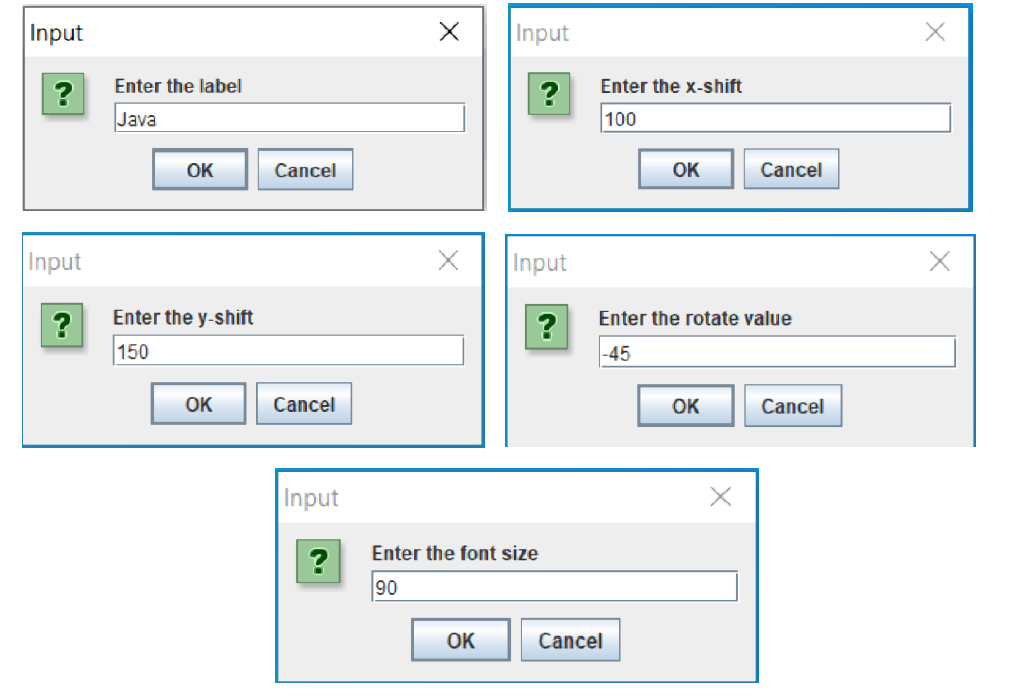 Input
Enter the label
Java
OK Cancel
Input
Enter the x-shift
100
OK Cancel
Input
Enter the y-shift
150
OK Cancel
Input
Enter the rotate value
-45
OK Cancel
Input
Enter the font size
90
OK Cancel